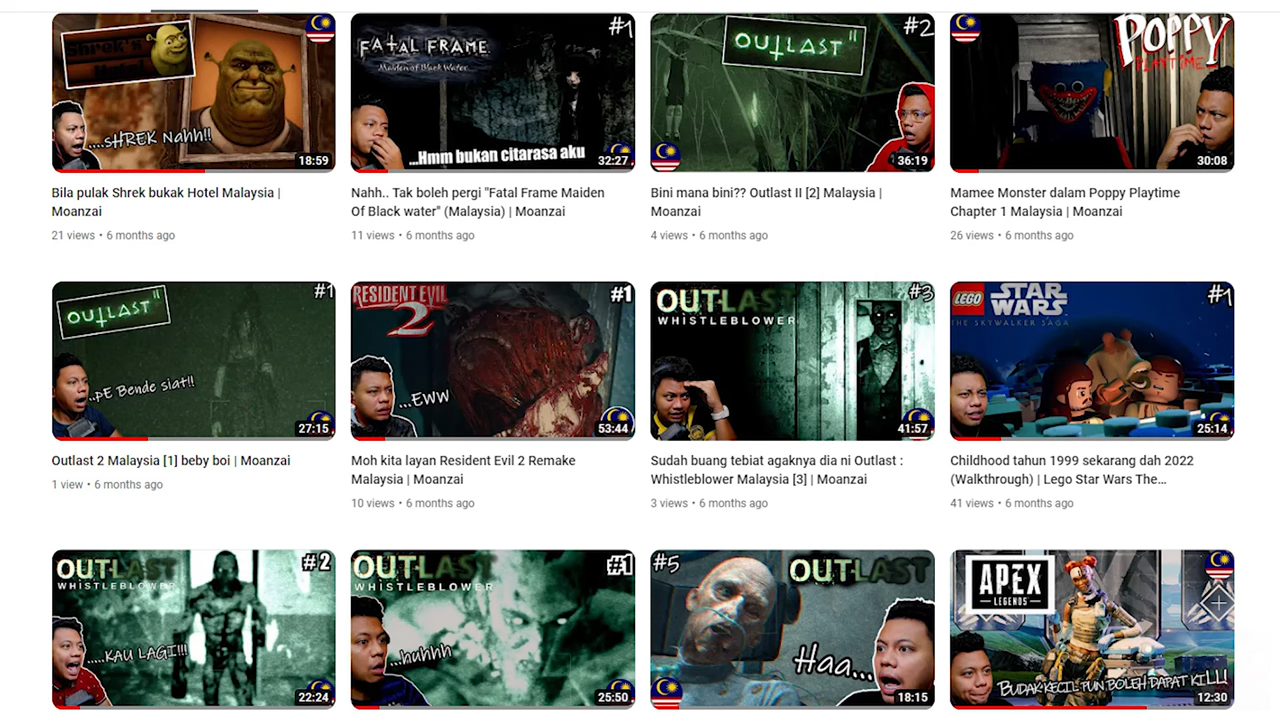 Shrek's
Hotel
....SHREK Nahh!!
18:59
#1
FATAL FRAME
Maiden of Black Water
...Hmm bukan citarasa aku
32:27
#2
OUTLAST II
36:19
POPPY
PLAYTIME
30:08
Bila pulak Shrek bukak Hotel Malaysia |
Moanzai
21 views • 6 months ago
Nahh.. Tak boleh pergi "Fatal Frame Maiden
Of Black water" (Malaysia) | Moanzai
11 views • 6 months ago
Bini mana bini?? Outlast II [2] Malaysia |
Moanzai
4 views • 6 months ago
Mamee Monster dalam Poppy Playtime
Chapter 1 Malaysia | Moanzai
26 views • 6 months ago
#1
OUTLAST II
...pE Bende siat!!
27:15
RESIDENT EVIL
2
#1
...EWW
53:44
OUTLAST
WHISTLEBLOWER
#3
41:57
LEGO
STAR
WARS
THE SKYWALKER SAGA
#1
25:14
Outlast 2 Malaysia [1] beby boi | Moanzai
1 view • 6 months ago
Moh kita layan Resident Evil 2 Remake
Malaysia | Moanzai
10 views • 6 months ago
Sudah buang tebiat agaknya dia ni Outlast :
Whistleblower Malaysia [3] | Moanzai
3 views • 6 months ago
Childhood tahun 1999 sekarang dah 2022
(Walkthrough) | Lego Star Wars The...
41 views • 6 months ago
OUTLAST
WHISTLEBLOWER
#2
.....KAU LAGI!!!
22:24
OUTLAST
WHISTLEBLOWER
#1
...huhhh
25:50
#5
OUTLAST
Haa...
18:15
APEX
LEGENDS
BUDAK KECIL PUN BOLEH DAPAT KILL!
12:30